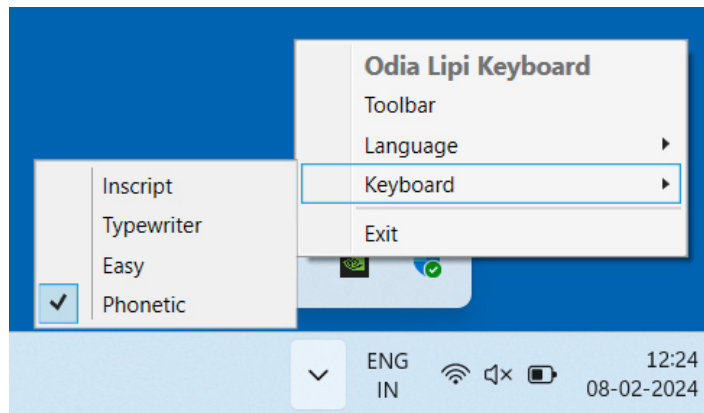 Odia Lipi Keyboard
Toolbar
Language
Keyboard
Exit
Inscript
Typewriter
Easy
Phonetic
ENG
IN
12:24
08-02-2024